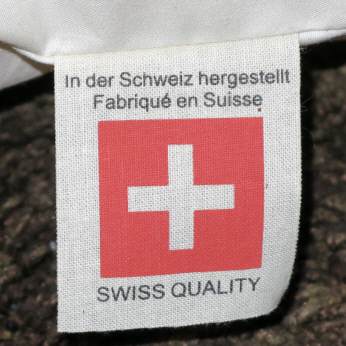 In der Schweiz hergestellt
Fabriqué en Suisse
SWISS QUALITY